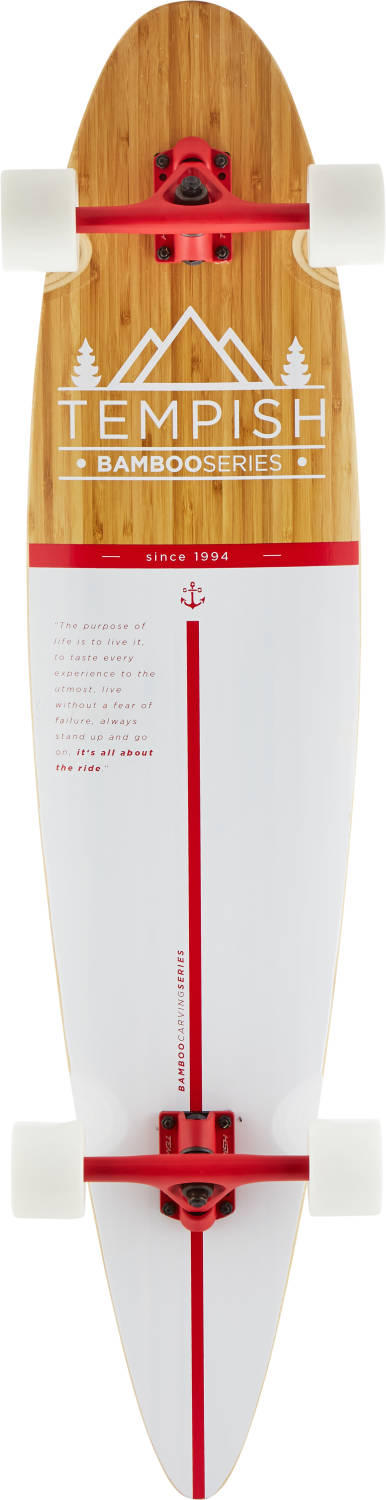 TEMPISH
• BAMBOOSERIES •
— since 1994 —
"The purpose of
life is to live it,
to taste every
experience to the
utmost, live
without a fear of
failure, always
stand up and go
on, it's all about
the ride."
BAMBOOCARVINGSERIES